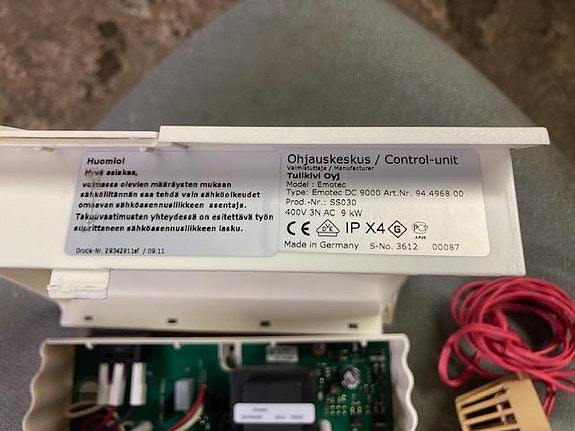 Huomio!
Hyvä asiakas,
voimassa olevien määräysten mukaan
sähköliitännän saa tehdä vain sähköoikeudet
omaavan sähköasennusliikkeen asentaja.
Takuuvaatimusten yhteydessä on esitettävä työn
suorittaneen sähköasennusliikkeen lasku.
Druck-Nr. 29342911sf / 09.11
Ohjauskeskus / Control-unit
Valmistuttaja / Manufacturer
Tulikivi Oyj
Model : Emotec
Type: Emotec DC 9000 Art.Nr. 94.4968 00
Prod.-Nr.: SS030
400V 3N AC 9 kW
CE IP X4
Made in Germany S-No. 3612 00087